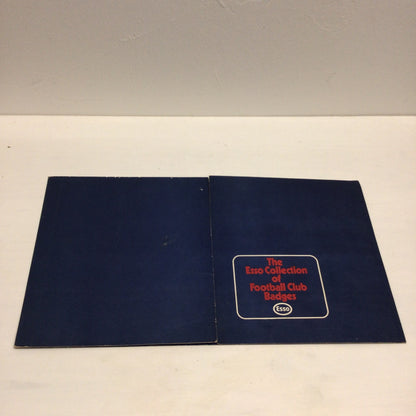 The
Esso Collection
of
Football Club
Badges
Esso